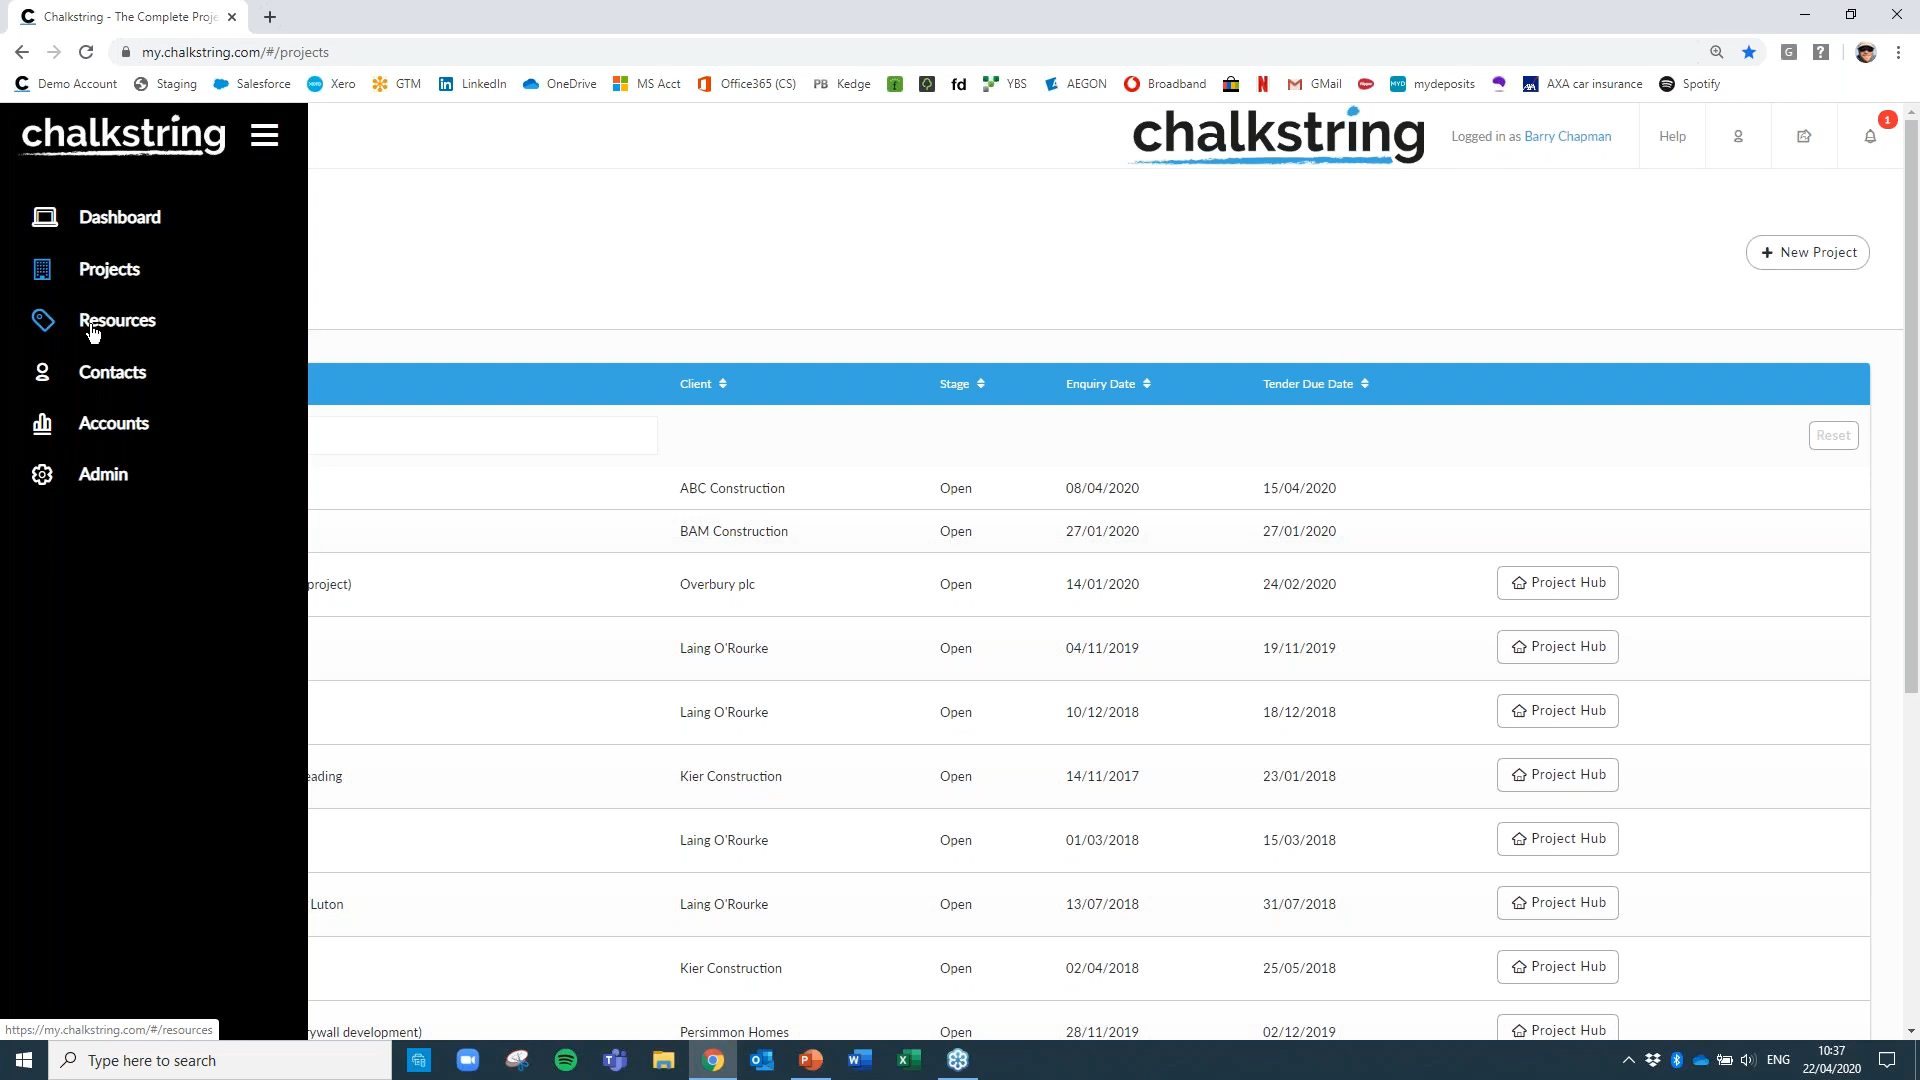 Chalkstring - The Complete Proje
my.chalkstring.com/#/projects
Demo Account Staging Salesforce Xero GTM LinkedIn OneDrive MS Acct Office365 (CS) PB Kedge fd YBS AEGON Broadband GMail mydeposits AXA car insurance Spotify
chalkstring
chalkstring
Logged in as Barry Chapman
Help
1
Dashboard
Projects
Resources
Contacts
Accounts
Admin
+ New Project
Client Stage Enquiry Date Tender Due Date
Reset
ABC Construction Open 08/04/2020 15/04/2020
BAM Construction Open 27/01/2020 27/01/2020
project) Overbury plc Open 14/01/2020 24/02/2020 Project Hub
Laing O'Rourke Open 04/11/2019 19/11/2019 Project Hub
Laing O'Rourke Open 10/12/2018 18/12/2018 Project Hub
eading Kier Construction Open 14/11/2017 23/01/2018 Project Hub
Laing O'Rourke Open 01/03/2018 15/03/2018 Project Hub
Luton Laing O'Rourke Open 13/07/2018 31/07/2018 Project Hub
Kier Construction Open 02/04/2018 25/05/2018 Project Hub
rywall development) Persimmon Homes Open 28/11/2019 02/12/2019 Project Hub
https://my.chalkstring.com/#/resources
Type here to search
ENG
10:37
22/04/2020